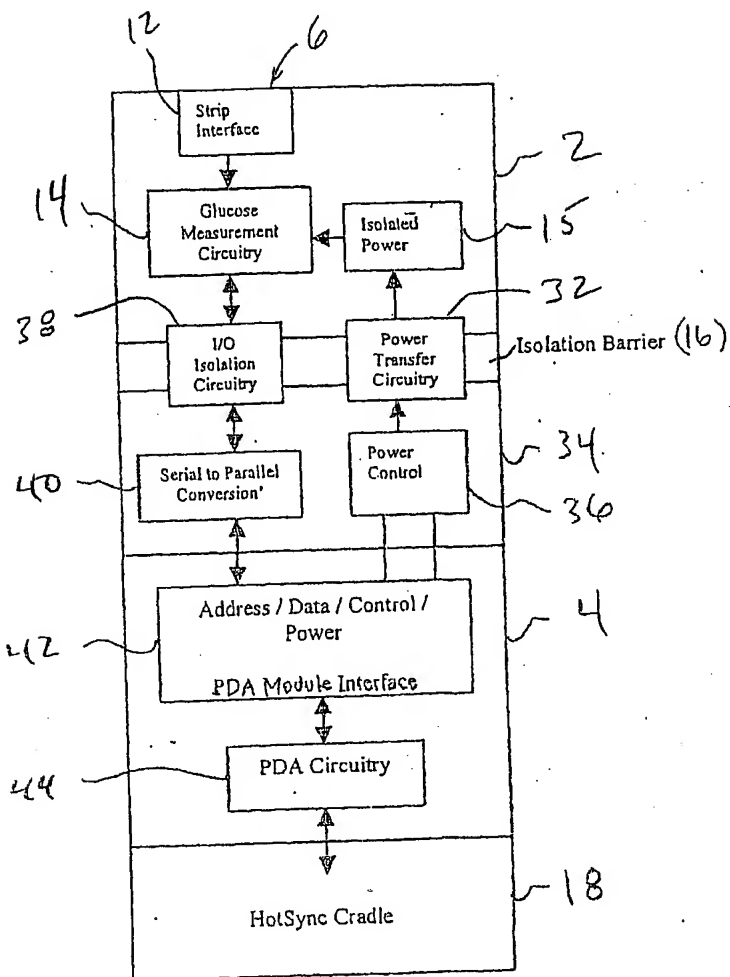 12
6
Strip
Interface
2
14
Glucose
Measurement
Circuitry
Isolated
Power
15
38
32
I/O
Isolation
Circuitry
Power
Transfer
Circuitry
Isolation Barrier (16)
34
40
Serial to Parallel
Conversion'
Power
Control
36
Address / Data / Control /
Power
4
42
PDA Module Interface
44
PDA Circuitry
HotSync Cradle
18